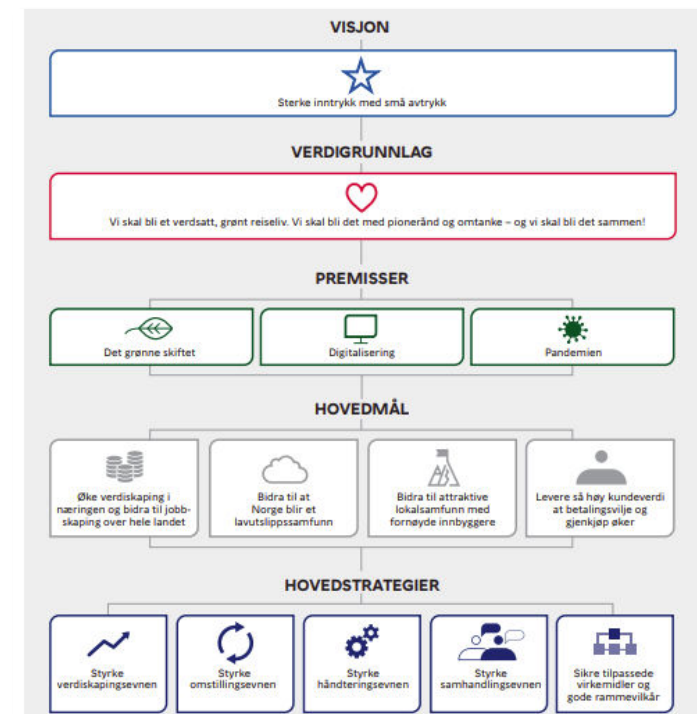 VISJON
Sterke inntrykk med små avtrykk
VERDIGRUNNLAG
Vi skal bli et verdsatt, grønt reiseliv. Vi skal bli det med pionerånd og omtanke – og vi skal bli det sammen!
PREMISSER
Det grønne skiftet
Digitalisering
Pandemien
HOVEDMÅL
Øke verdiskaping i
næringen og bidra til jobb-
skaping over hele landet
Bidra til at
Norge blir et
lavutslippssamfunn
Bidra til attraktive
lokalsamfunn med
fornøyde innbyggere
Levere så høy kundeverdi
at betalingsvilje og
gjenkjøp øker
HOVEDSTRATEGIER
Styrke
verdiskapingsevnen
Styrke
omstillingsevnen
Styrke
håndteringsevnen
Styrke
samhandlingsevnen
Sikre tilpassede
virkemidler og
gode rammevilkår